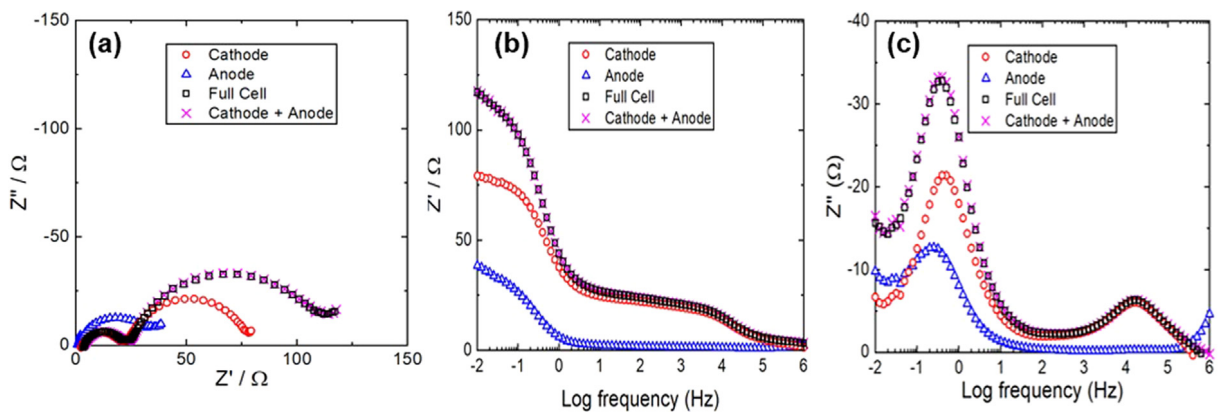 (a)
Cathode
Anode
Full Cell
Cathode + Anode
-150
-100
-50
0
0
50
100
150
Z'' / Ω
Z' / Ω
(b)
Cathode
Anode
Full Cell
Cathode + Anode
150
100
50
0
-2
-1
0
1
2
3
4
5
6
Z' / Ω
Log frequency (Hz)
(c)
Cathode
Anode
Full Cell
Cathode + Anode
-40
-30
-20
-10
0
-2
-1
0
1
2
3
4
5
6
Z'' (Ω)
Log frequency (Hz)